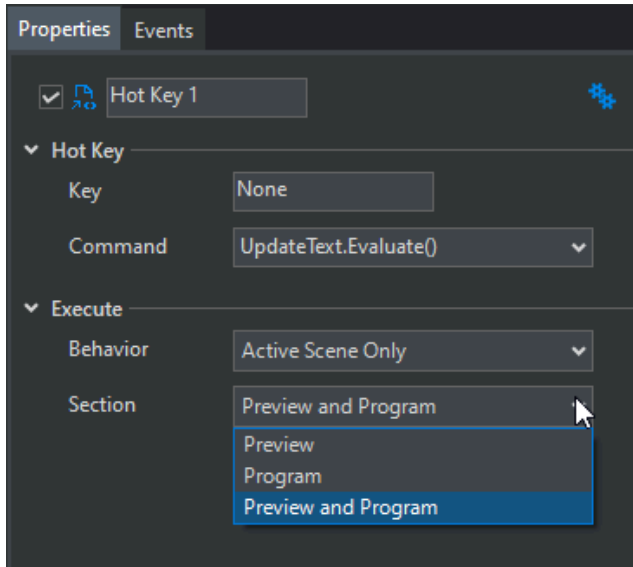 Properties Events
Hot Key 1
Hot Key
Key None
Command UpdateText.Evaluate()
Execute
Behavior Active Scene Only
Section Preview and Program
Preview
Program
Preview and Program